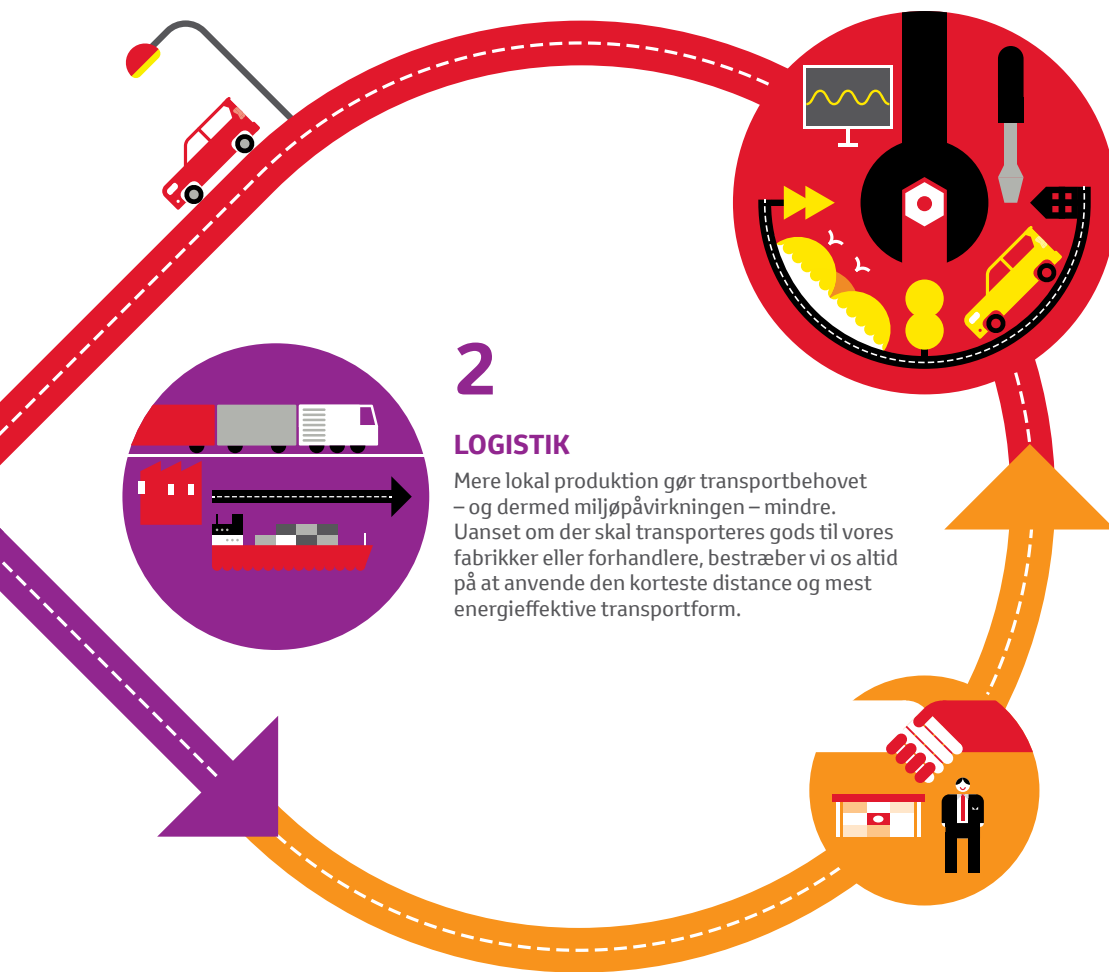 2
LOGISTIK
Mere lokal produktion gør transportbehovet
– og dermed miljøpåvirkningen – mindre.
Uanset om der skal transporteres gods til vores
fabrikker eller forhandlere, bestræber vi os altid
på at anvende den korteste distance og mest
energieffektive transportform.